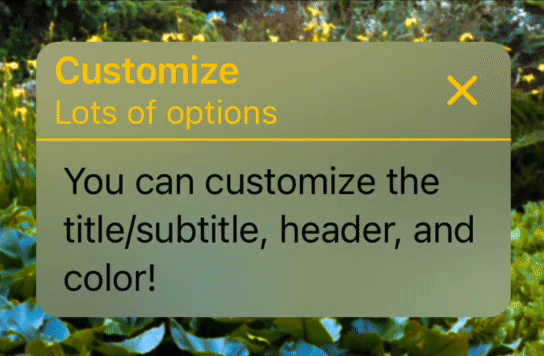 Customize
Lots of options
You can customize the
title/subtitle, header, and
color!